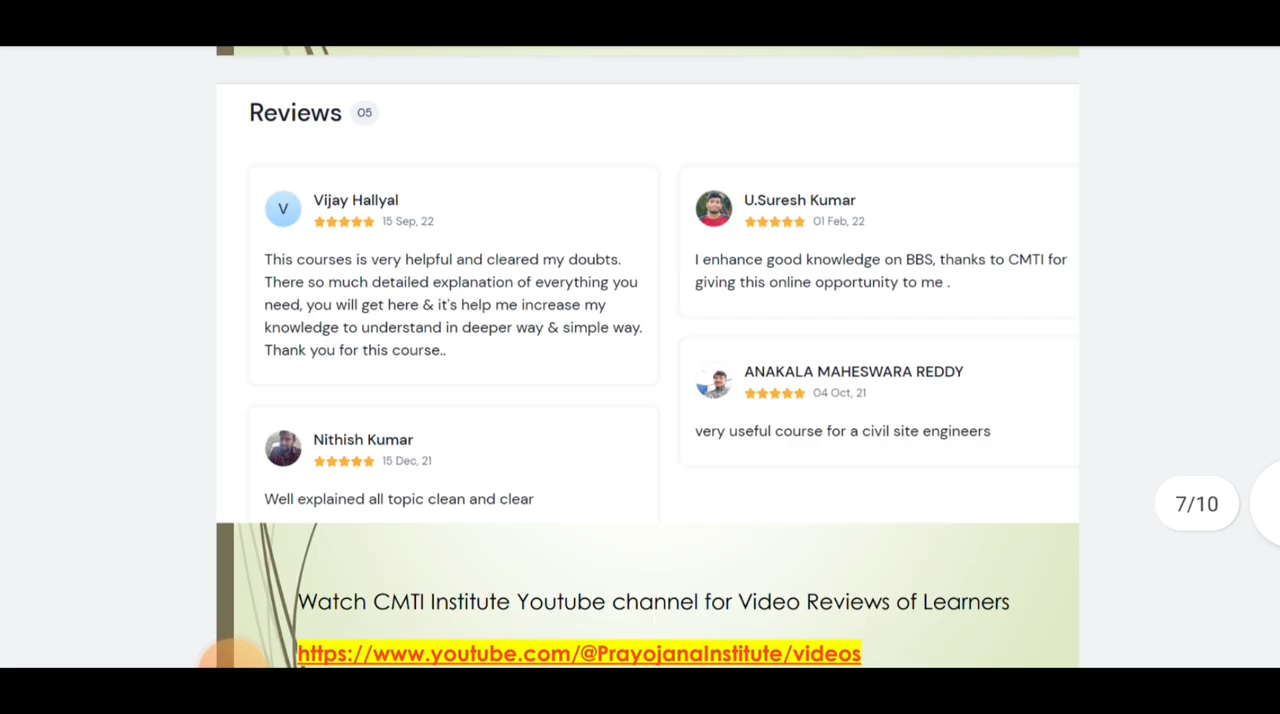 Reviews 05
V
Vijay Hallyal
15 Sep, 22
This courses is very helpful and cleared my doubts.
There so much detailed explanation of everything you
need, you will get here & it's help me increase my
knowledge to understand in deeper way & simple way.
Thank you for this course..
Nithish Kumar
15 Dec, 21
Well explained all topic clean and clear
U.Suresh Kumar
01 Feb, 22
I enhance good knowledge on BBS, thanks to CMTI for
giving this online opportunity to me .
ANAKALA MAHESWARA REDDY
04 Oct, 21
very useful course for a civil site engineers
7/10
Watch CMTI Institute Youtube channel for Video Reviews of Learners
https://www.youtube.com/@PrayojanaInstitute/videos